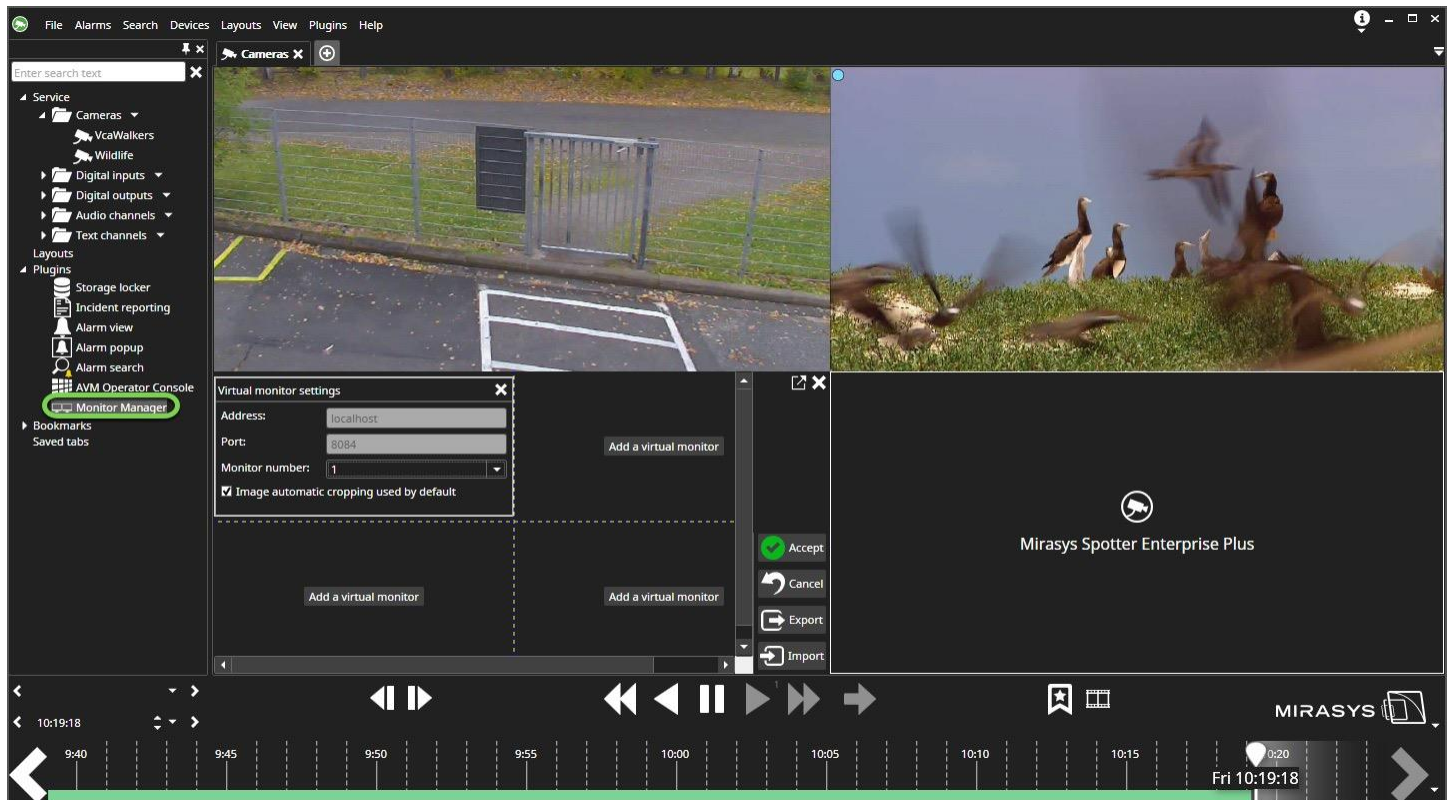 File Alarms Search Devices Layouts View Plugins Help
Cameras
Enter search text
Service
Cameras
VcaWalkers
Wildlife
Digital inputs
Digital outputs
Audio channels
Text channels
Layouts
Plugins
Storage locker
Incident reporting
Alarm view
Alarm popup
Alarm search
AVM Operator Console
Monitor Manager
Bookmarks
Saved tabs
Virtual monitor settings
Address: localhost
Port: 8084
Monitor number: 1
Image automatic cropping used by default
Add a virtual monitor
Add a virtual monitor
Add a virtual monitor
Accept
Cancel
Export
Import
Mirasys Spotter Enterprise Plus
1
MIRASYS
10:19:18
9:40 9:45 9:50 9:55 10:00 10:05 10:10 10:15 0:20
Fri 10:19:18